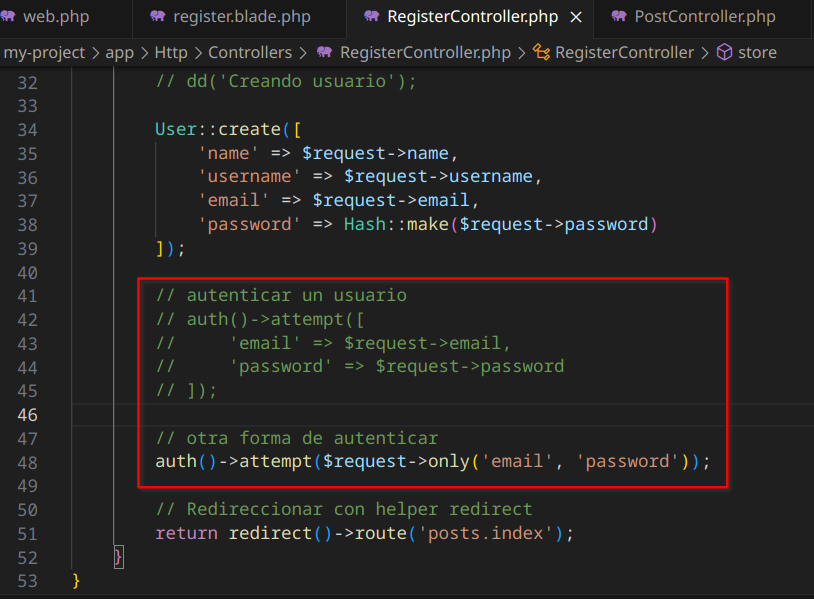 web.php register.blade.php RegisterController.php × PostController.php
my-project > app > Http > Controllers > RegisterController.php > RegisterController > store
32 // dd('Creando usuario');
33
34 User::create([
35 'name' => $request->name,
36 'username' => $request->username,
37 'email' => $request->email,
38 'password' => Hash::make($request->password)
39 ]);
40
41 // autenticar un usuario
42 // auth()->attempt([
43 //     'email' => $request->email,
44 //     'password' => $request->password
45 // ]);
46
47 // otra forma de autenticar
48 auth()->attempt($request->only('email', 'password'));
49
50 // Redireccionar con helper redirect
51 return redirect()->route('posts.index');
52 }
53 }